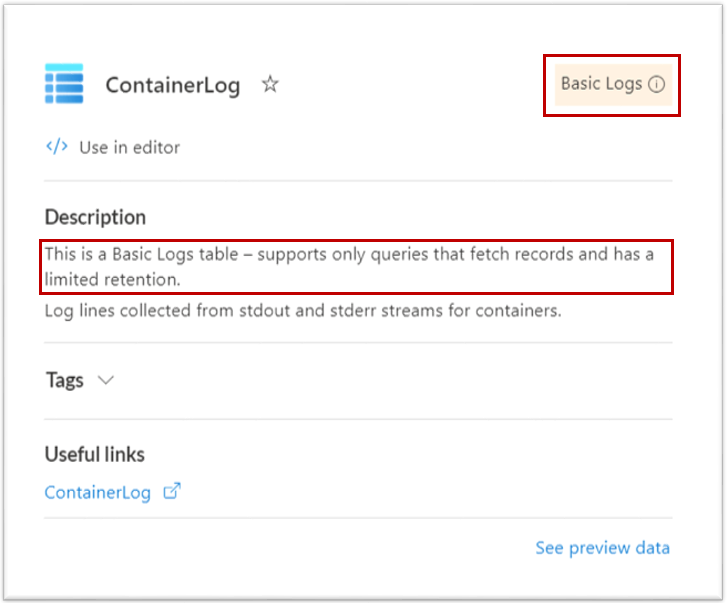 ContainerLog
Basic Logs
</> Use in editor
Description
This is a Basic Logs table – supports only queries that fetch records and has a
limited retention.
Log lines collected from stdout and stderr streams for containers.
Tags
Useful links
ContainerLog
See preview data